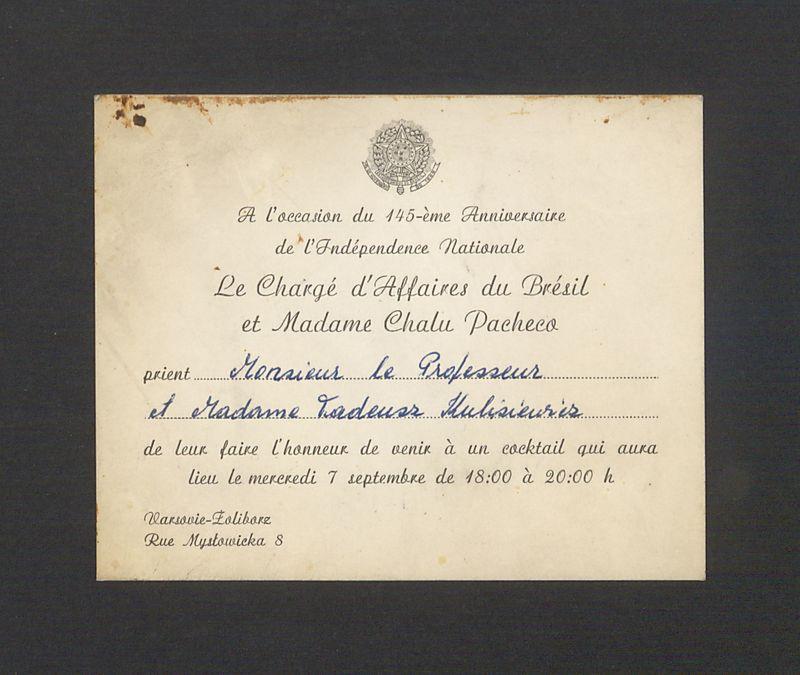 A l'occasion du 145-ème Anniversaire
de l'Indépendence Nationale
Le Chargé d'Affaires du Brésil
et Madame Chalu Pacheco
prient Monsieur le Professeur
et Madame Tadeusz Kulisiewicz
de leur faire l'honneur de venir à un cocktail qui aura
lieu le mercredi 7 septembre de 18:00 à 20:00 h
Varsovie-Żoliborz
Rue Mysłowicka 8